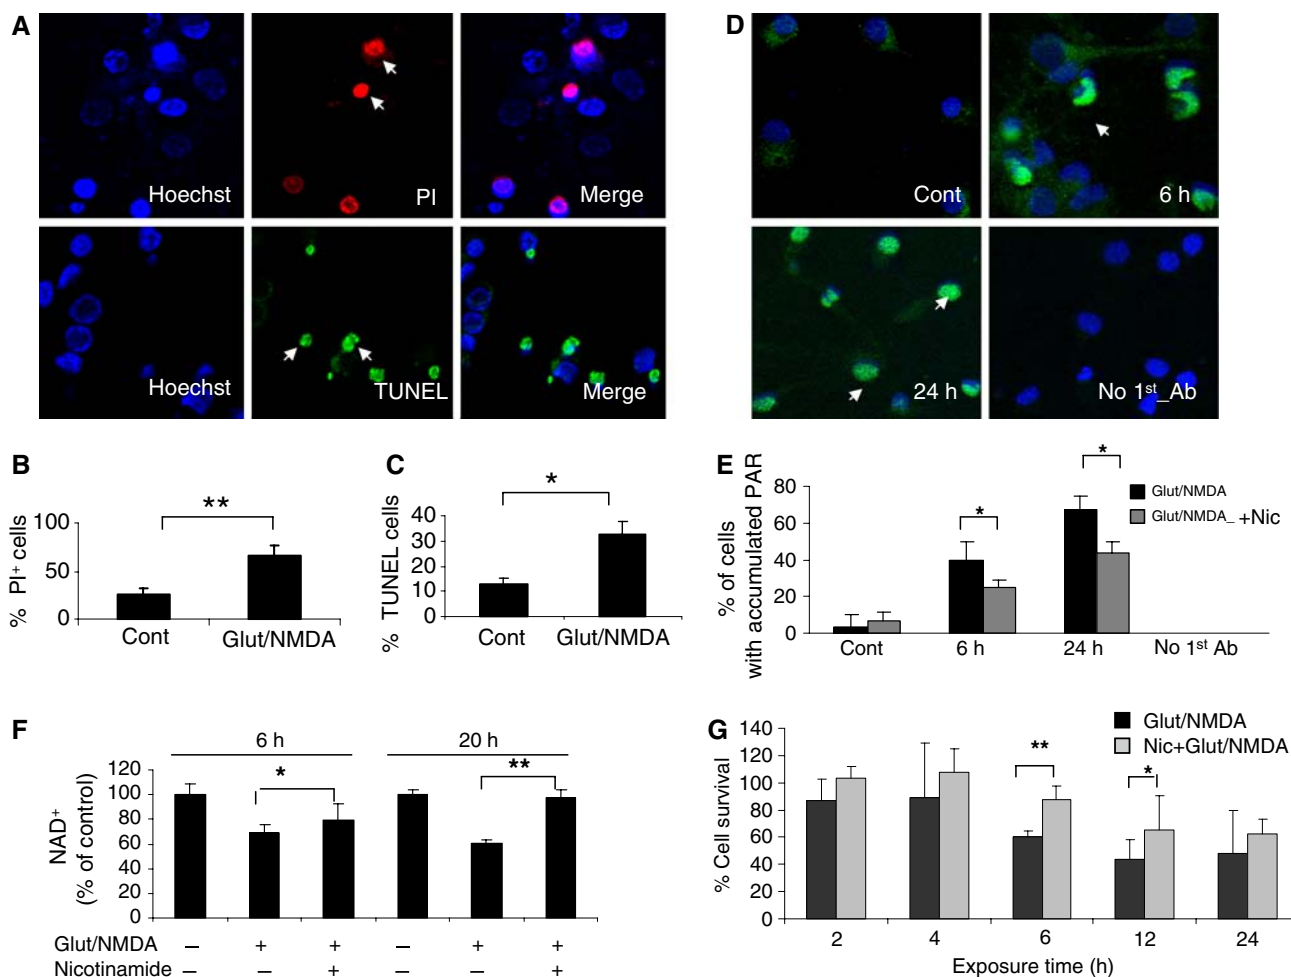 A
Hoechst
PI
Merge
Hoechst
TUNEL
Merge
D
Cont
6 h
24 h
No 1st_Ab
B
% PI+ cells
100
50
0
**
Cont
Glut/NMDA
C
% TUNEL cells
40
30
20
10
0
*
Cont
Glut/NMDA
E
% of cells
with accumulated PAR
80
60
40
20
0
*
*
Glut/NMDA
Glut/NMDA_ +Nic
Cont
6 h
24 h
No 1st Ab
F
6 h
20 h
NAD+
(% of control)
120
100
80
60
40
20
0
*
**
Glut/NMDA – + + – + +
Nicotinamide – – + – – +
G
% Cell survival
140
120
100
80
60
40
20
0
**
*
Glut/NMDA
Nic+Glut/NMDA
2 4 6 12 24
Exposure time (h)